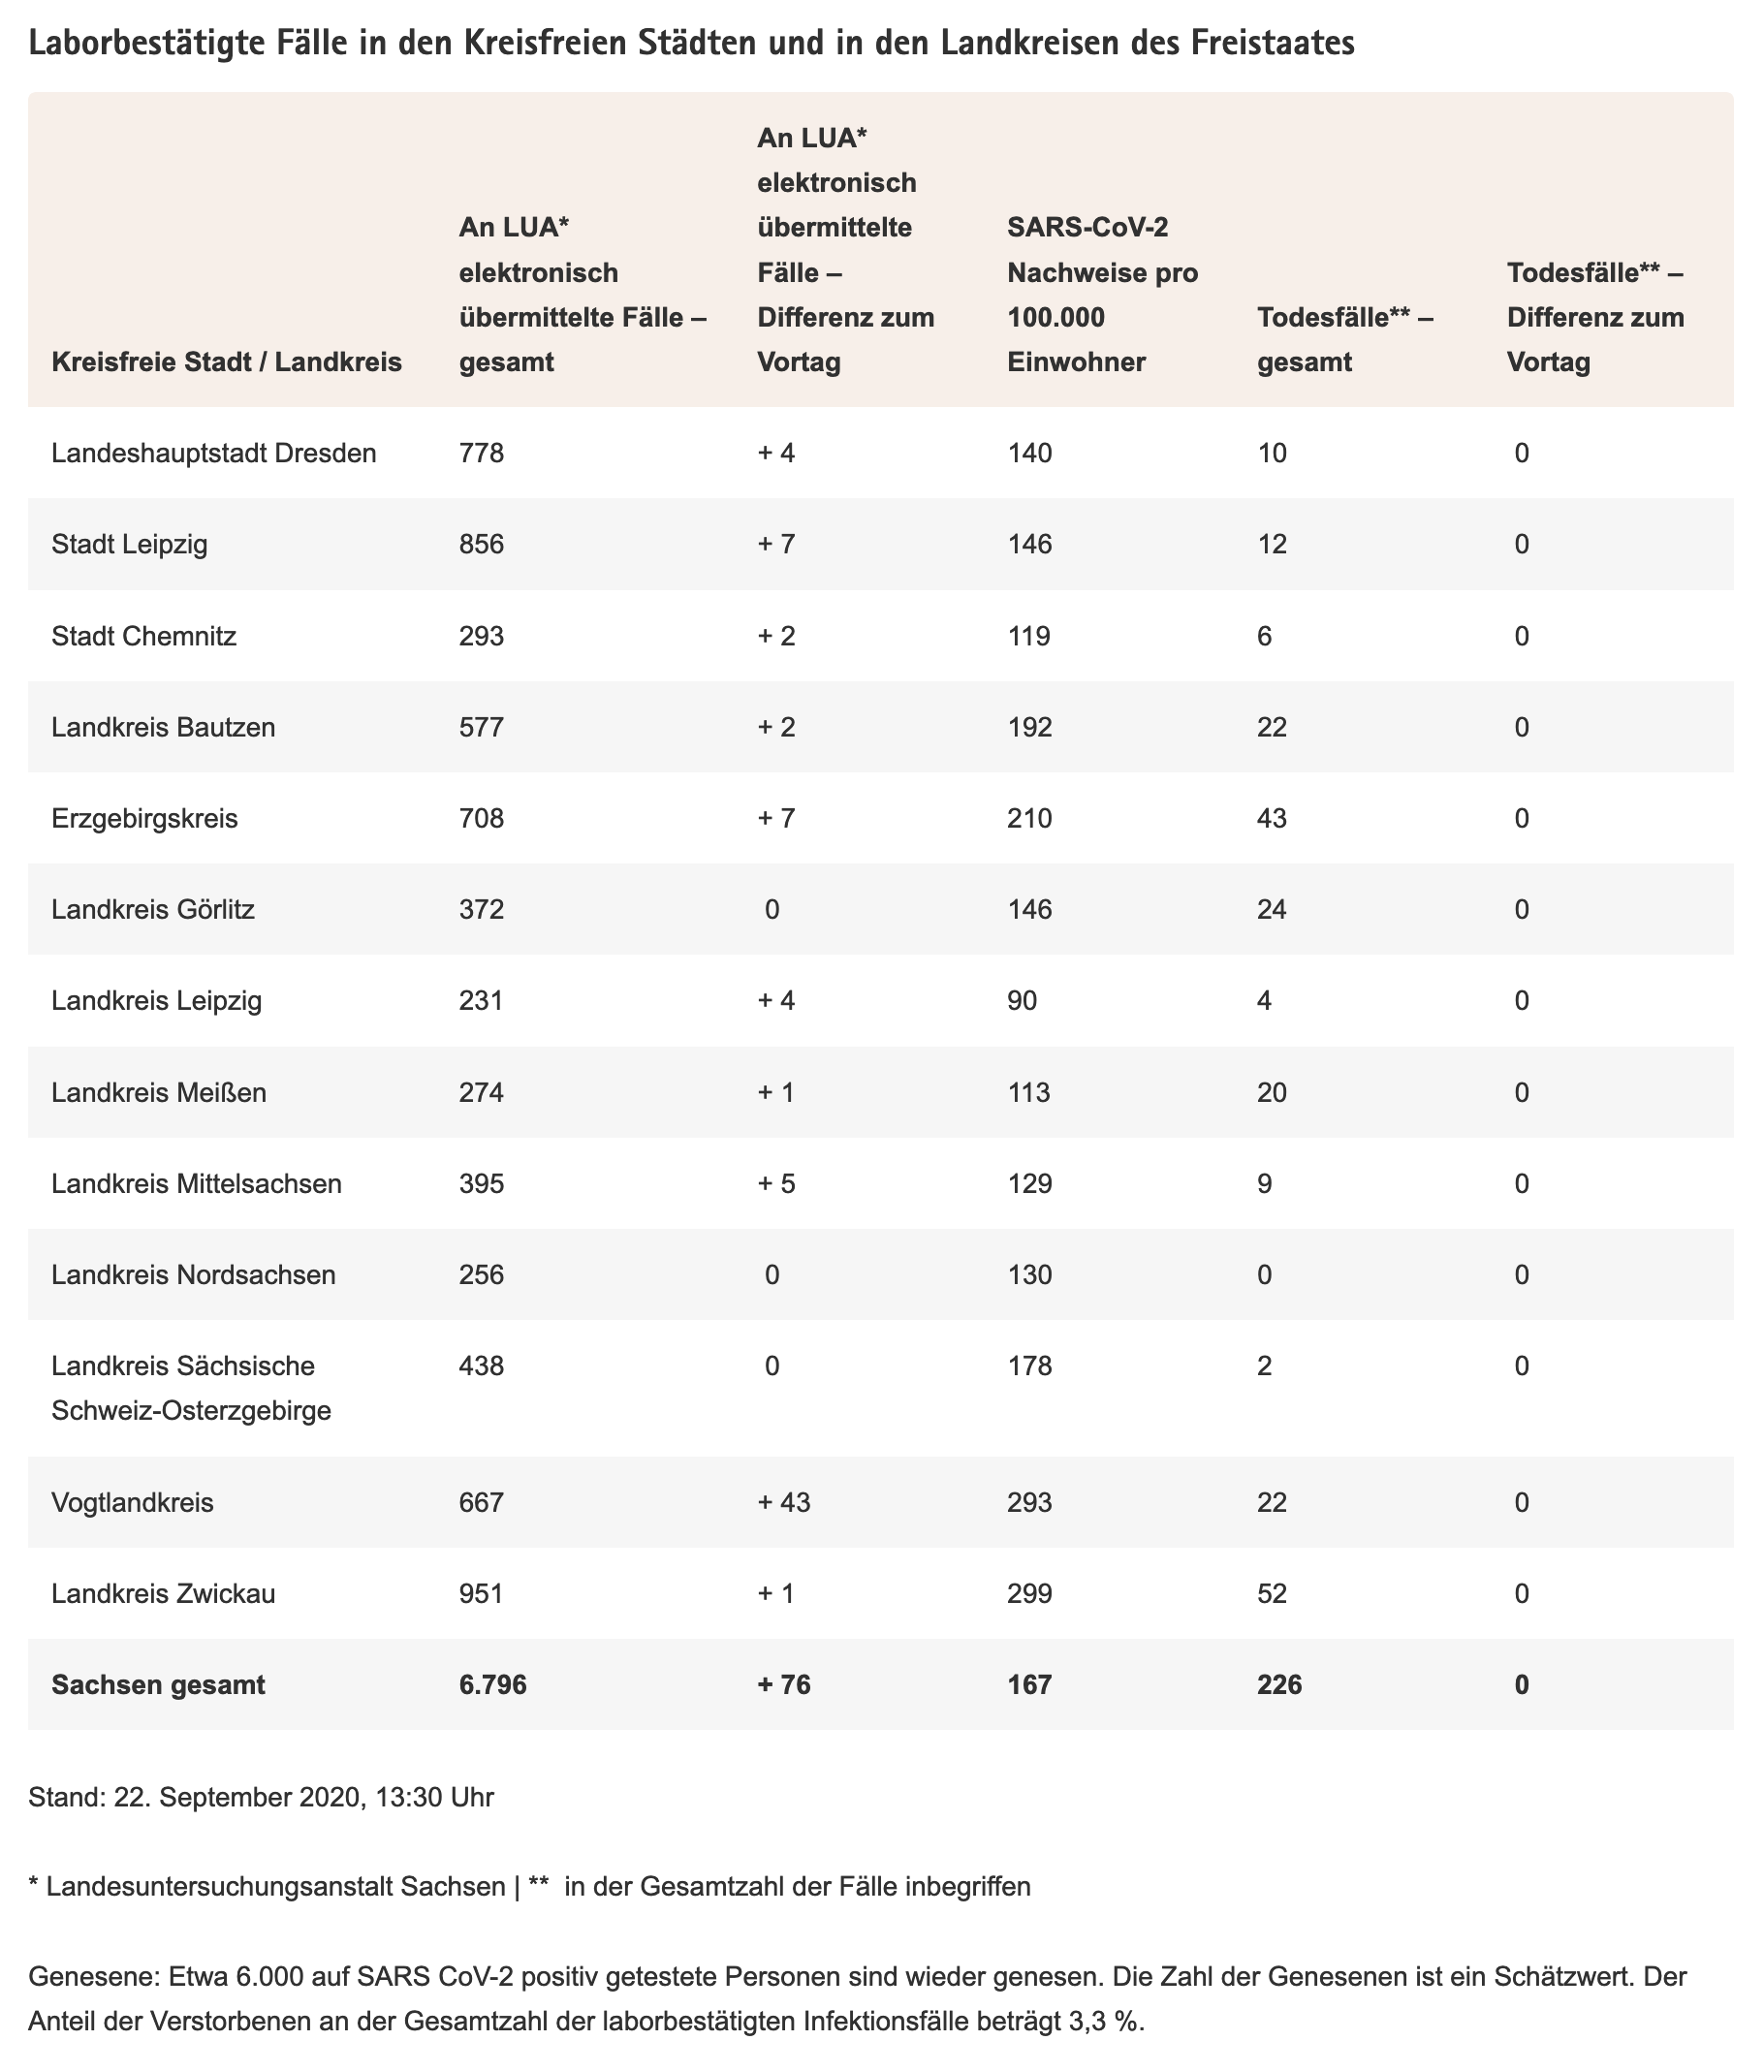 Laborbestätigte Fälle in den Kreisfreien Städten und in den Landkreisen des Freistaates
Kreisfreie Stadt / Landkreis
An LUA*
elektronisch
übermittelte Fälle –
gesamt
An LUA*
elektronisch
übermittelte
Fälle –
Differenz zum
Vortag
SARS-CoV-2
Nachweise pro
100.000
Einwohner
Todesfälle** –
gesamt
Todesfälle** –
Differenz zum
Vortag
Landeshauptstadt Dresden 778 + 4 140 10 0
Stadt Leipzig 856 + 7 146 12 0
Stadt Chemnitz 293 + 2 119 6 0
Landkreis Bautzen 577 + 2 192 22 0
Erzgebirgskreis 708 + 7 210 43 0
Landkreis Görlitz 372 0 146 24 0
Landkreis Leipzig 231 + 4 90 4 0
Landkreis Meißen 274 + 1 113 20 0
Landkreis Mittelsachsen 395 + 5 129 9 0
Landkreis Nordsachsen 256 0 130 0 0
Landkreis Sächsische 438 0 178 2 0
Schweiz-Osterzgebirge
Vogtlandkreis 667 + 43 293 22 0
Landkreis Zwickau 951 + 1 299 52 0
Sachsen gesamt 6.796 + 76 167 226 0
Stand: 22. September 2020, 13:30 Uhr
* Landesuntersuchungsanstalt Sachsen | ** in der Gesamtzahl der Fälle inbegriffen
Genesene: Etwa 6.000 auf SARS CoV-2 positiv getestete Personen sind wieder genesen. Die Zahl der Genesenen ist ein Schätzwert. Der
Anteil der Verstorbenen an der Gesamtzahl der laborbestätigten Infektionsfälle beträgt 3,3 %.